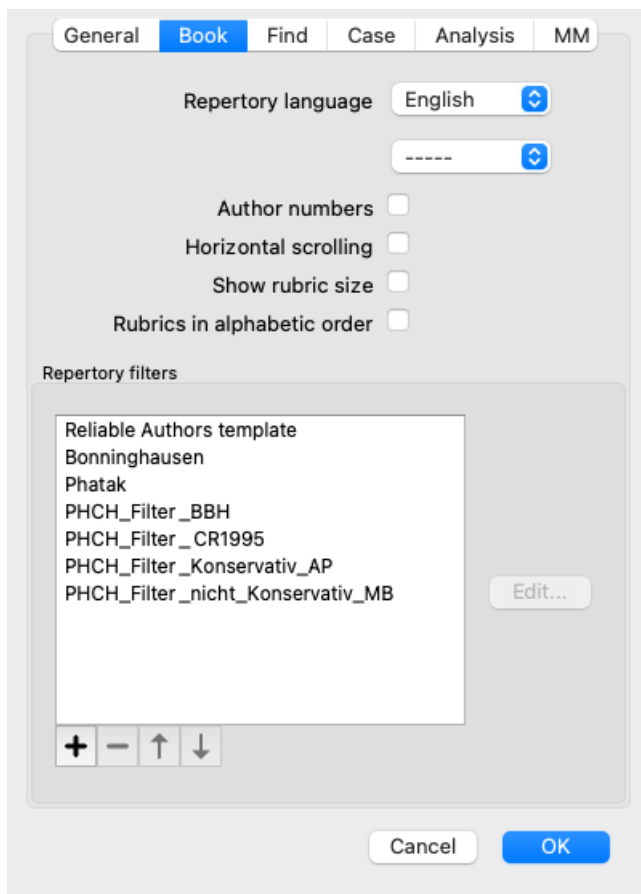 General Book Find Case Analysis MM
Repertory language English
-----
Author numbers
Horizontal scrolling
Show rubric size
Rubrics in alphabetic order
Repertory filters
Reliable Authors template
Bonninghausen
Phatak
PHCH_Filter_BBH
PHCH_Filter_CR1995
PHCH_Filter_Konservativ_AP
PHCH_Filter_nicht_Konservativ_MB
Edit...
Cancel OK